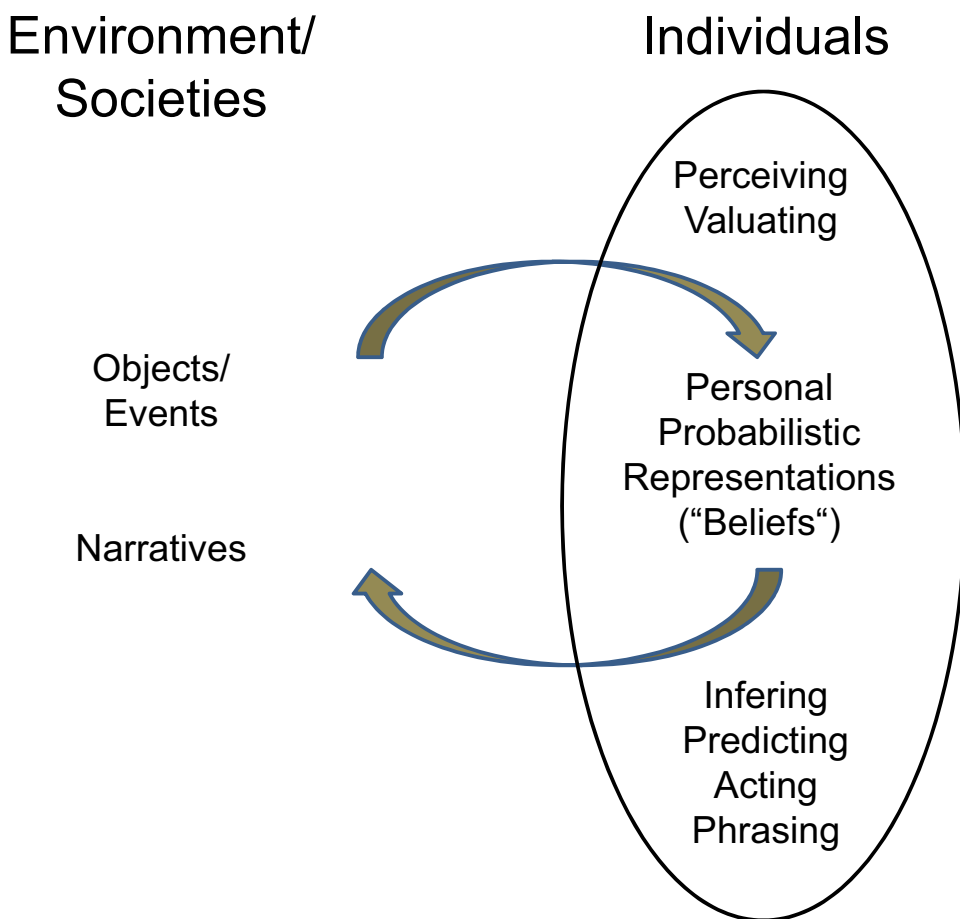 Environment/
Societies
Individuals
Perceiving
Valuating
Objects/
Events
Narratives
Personal
Probabilistic
Representations
(“Beliefs“)
Infering
Predicting
Acting
Phrasing